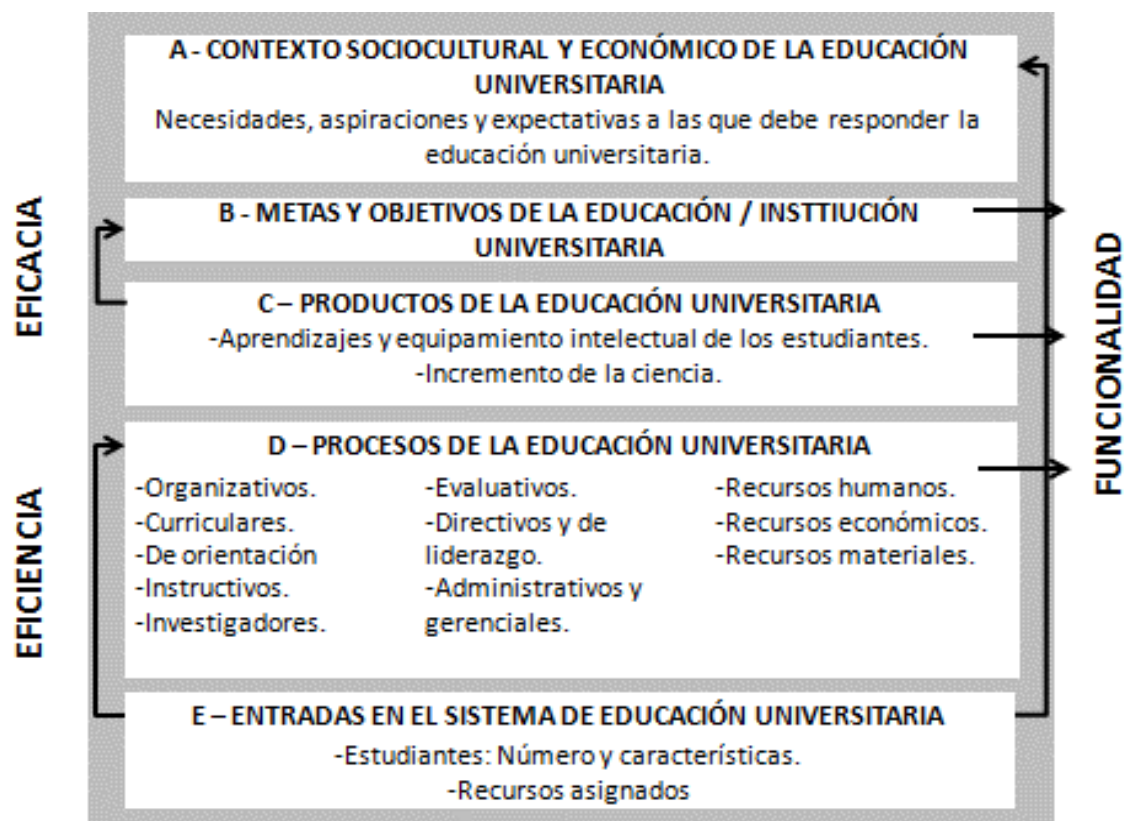 A - CONTEXTO SOCIOCULTURAL Y ECONÓMICO DE LA EDUCACIÓN
UNIVERSITARIA
Necesidades, aspiraciones y expectativas a las que debe responder la
educación universitaria.
EFICACIA
B - METAS Y OBJETIVOS DE LA EDUCACIÓN / INSTTIUCIÓN
UNIVERSITARIA
C – PRODUCTOS DE LA EDUCACIÓN UNIVERSITARIA
-Aprendizajes y equipamiento intelectual de los estudiantes.
-Incremento de la ciencia.
FUNCIONALIDAD
EFICIENCIA
D – PROCESOS DE LA EDUCACIÓN UNIVERSITARIA
-Organizativos.
-Curriculares.
-De orientación
-Instructivos.
-Investigadores.
-Evaluativos.
-Directivos y de
liderazgo.
-Administrativos y
gerenciales.
-Recursos humanos.
-Recursos económicos.
-Recursos materiales.
E – ENTRADAS EN EL SISTEMA DE EDUCACIÓN UNIVERSITARIA
-Estudiantes: Número y características.
-Recursos asignados